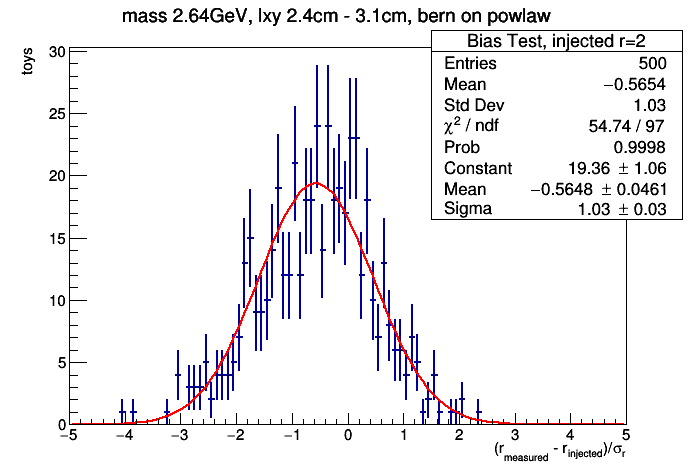 mass 2.64GeV, lxy 2.4cm - 3.1cm, bern on powlaw
Bias Test, injected r=2
Entries 500
Mean −0.5654
Std Dev 1.03
χ² / ndf 54.74 / 97
Prob 0.9998
Constant 19.36 ± 1.06
Mean −0.5648 ± 0.0461
Sigma 1.03 ± 0.03
toys
30
25
20
15
10
5
0
−5 −4 −3 −2 −1 0 1 2 3 4 5
(r_measured - r_injected)/σ_r